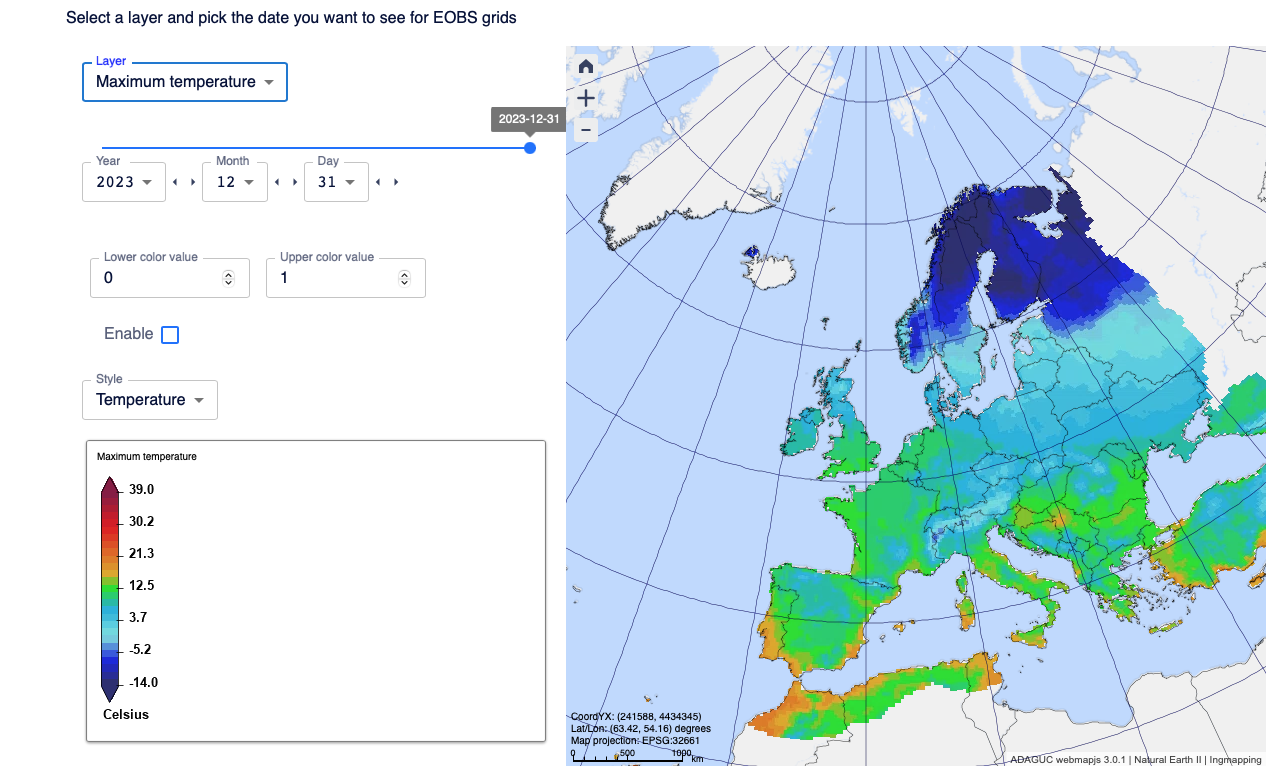 Select a layer and pick the date you want to see for EOBS grids
Layer
Maximum temperature
2023-12-31
Year
2023
Month
12
Day
31
Lower color value
0
Upper color value
1
Enable
Style
Temperature
Maximum temperature
39.0
30.2
21.3
12.5
3.7
-5.2
-14.0
Celsius
+
−
CoordYX: (241588, 4434345)
Lat/Lon: (63.42, 54.16) degrees
Map projection: EPSG:32661
0 500 1000 km
ADAGUC webmapjs 3.0.1 | Natural Earth II | Ingmapping